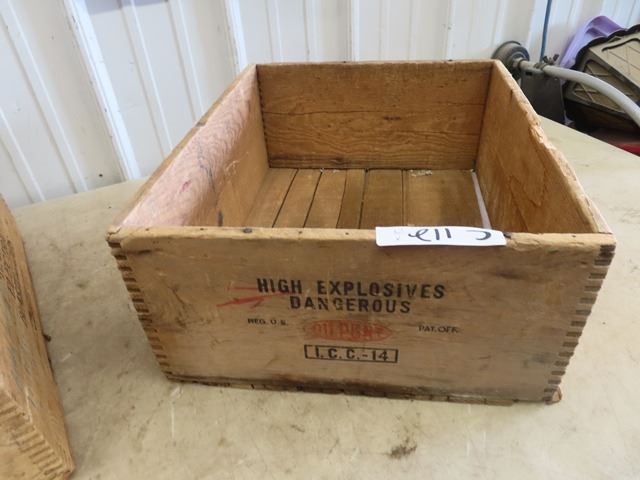 HIGH EXPLOSIVES
DANGEROUS
REG. U.S. DU PONT PAT. OFF.
I.C.C.-14